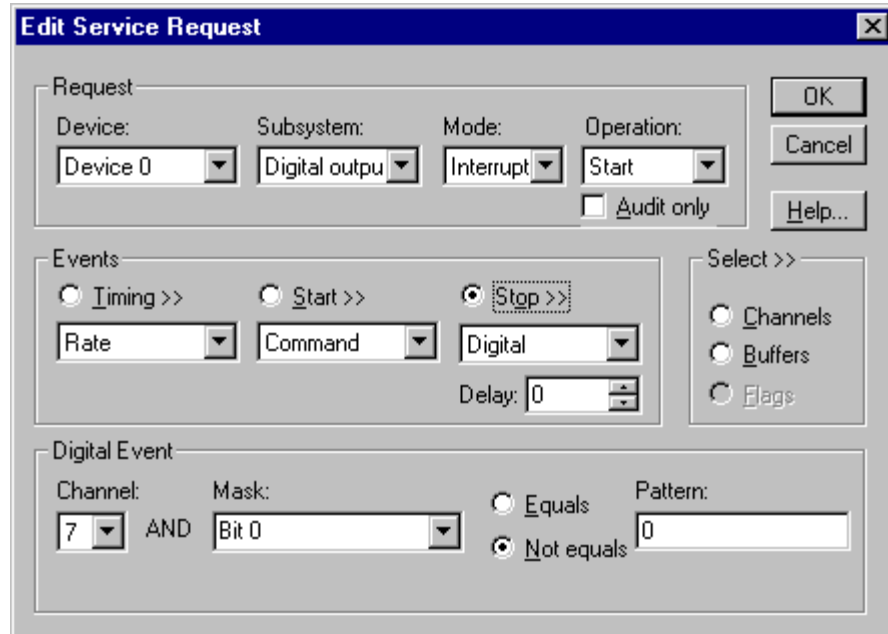 Edit Service Request
Request
Device: Subsystem: Mode: Operation:
Device 0 Digital outpu Interrupt Start
Audit only
OK
Cancel
Help...
Events
Timing >> Start >> Stop >>
Rate Command Digital
Delay: 0
Select >>
Channels
Buffers
Flags
Digital Event
Channel: Mask: Pattern:
7 AND Bit 0 0
Equals
Not equals